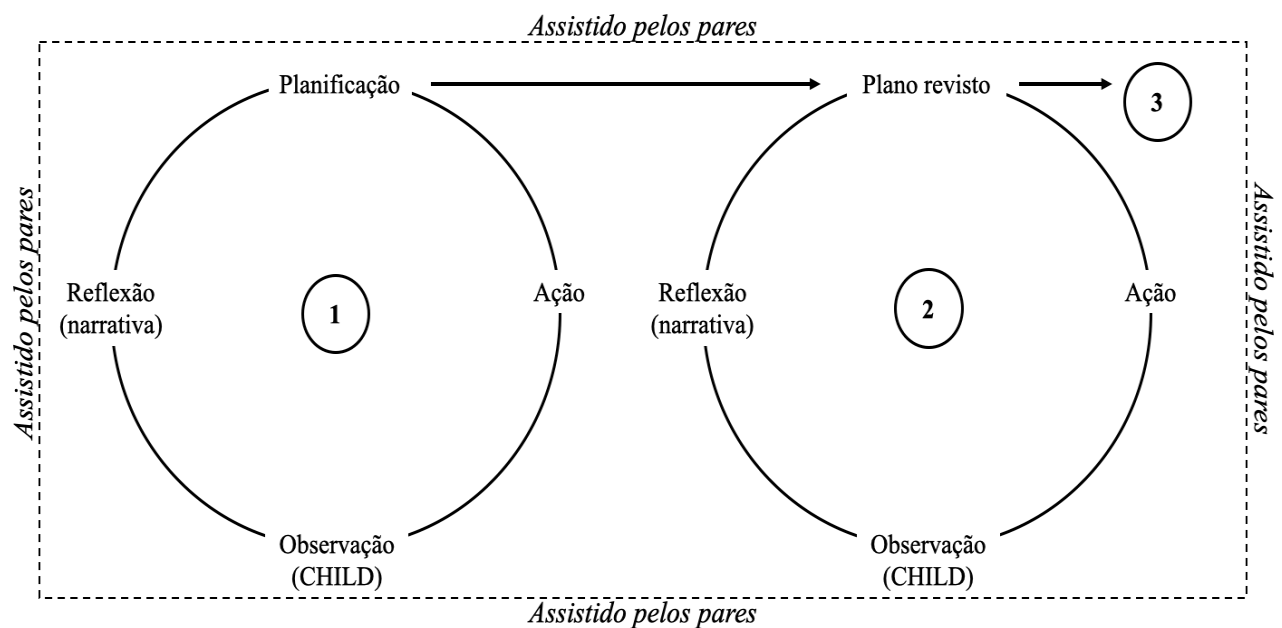 Assistido pelos pares
Planificação
Plano revisto
3
Assistido pelos pares
Reflexão
(narrativa)
1
Ação
Reflexão
(narrativa)
2
Ação
Assistido pelos pares
Observação
(CHILD)
Observação
(CHILD)
Assistido pelos pares